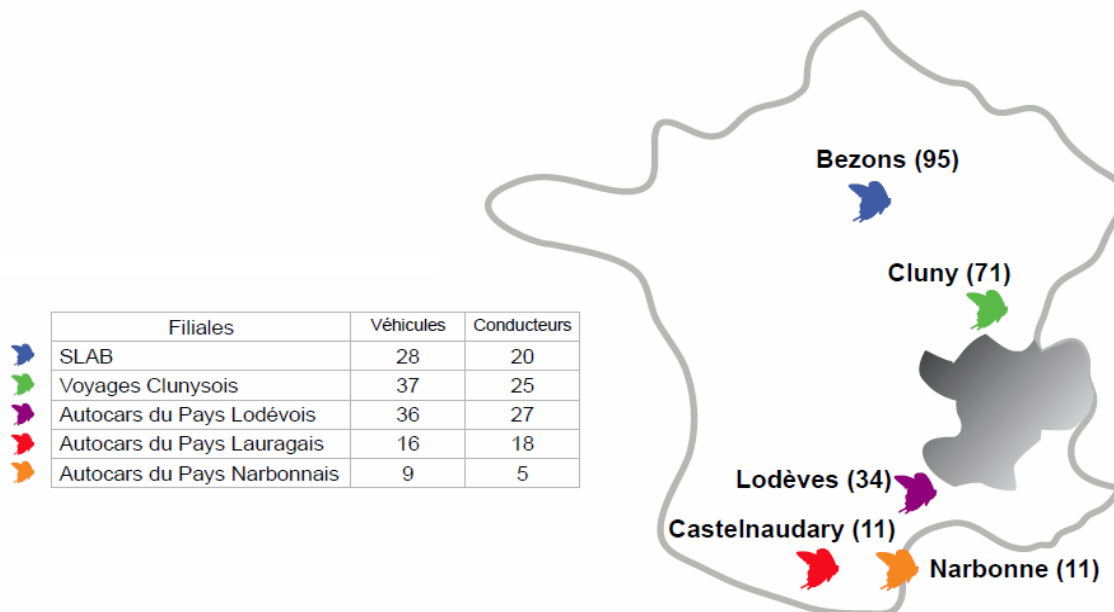 Bezons (95)
Cluny (71)
Filiales Véhicules Conducteurs
SLAB 28 20
Voyages Clunysois 37 25
Autocars du Pays Lodévois 36 27
Autocars du Pays Lauragais 16 18
Autocars du Pays Narbonnais 9 5
Lodèves (34)
Castelnaudary (11)
Narbonne (11)